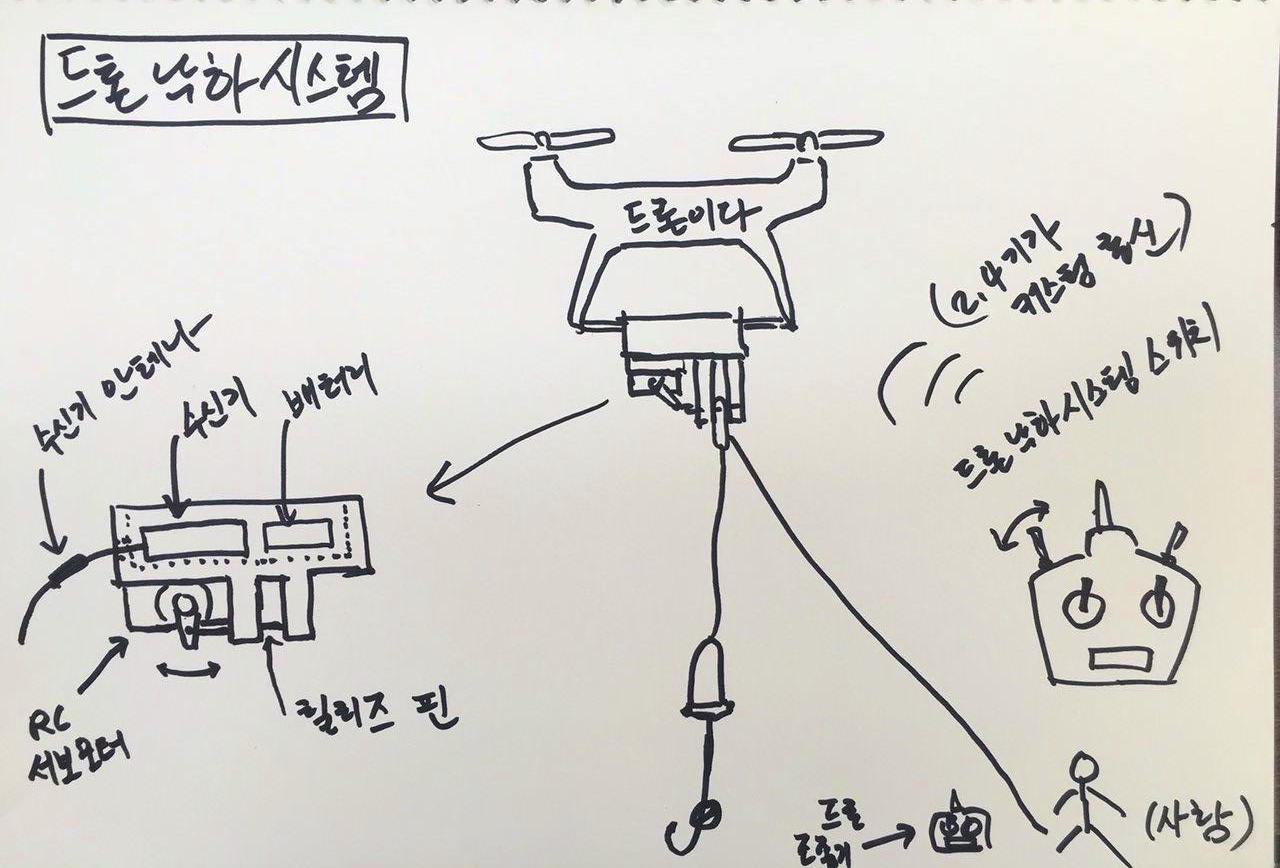 드론 낙하 시스템
드론이다
(2.4기가
커스텀 통신)
드론 낙하 시스템 스위치
수신기 안테나
수신기
배터리
RC
서보모터
릴리즈 핀
드론
조종기
(사람)